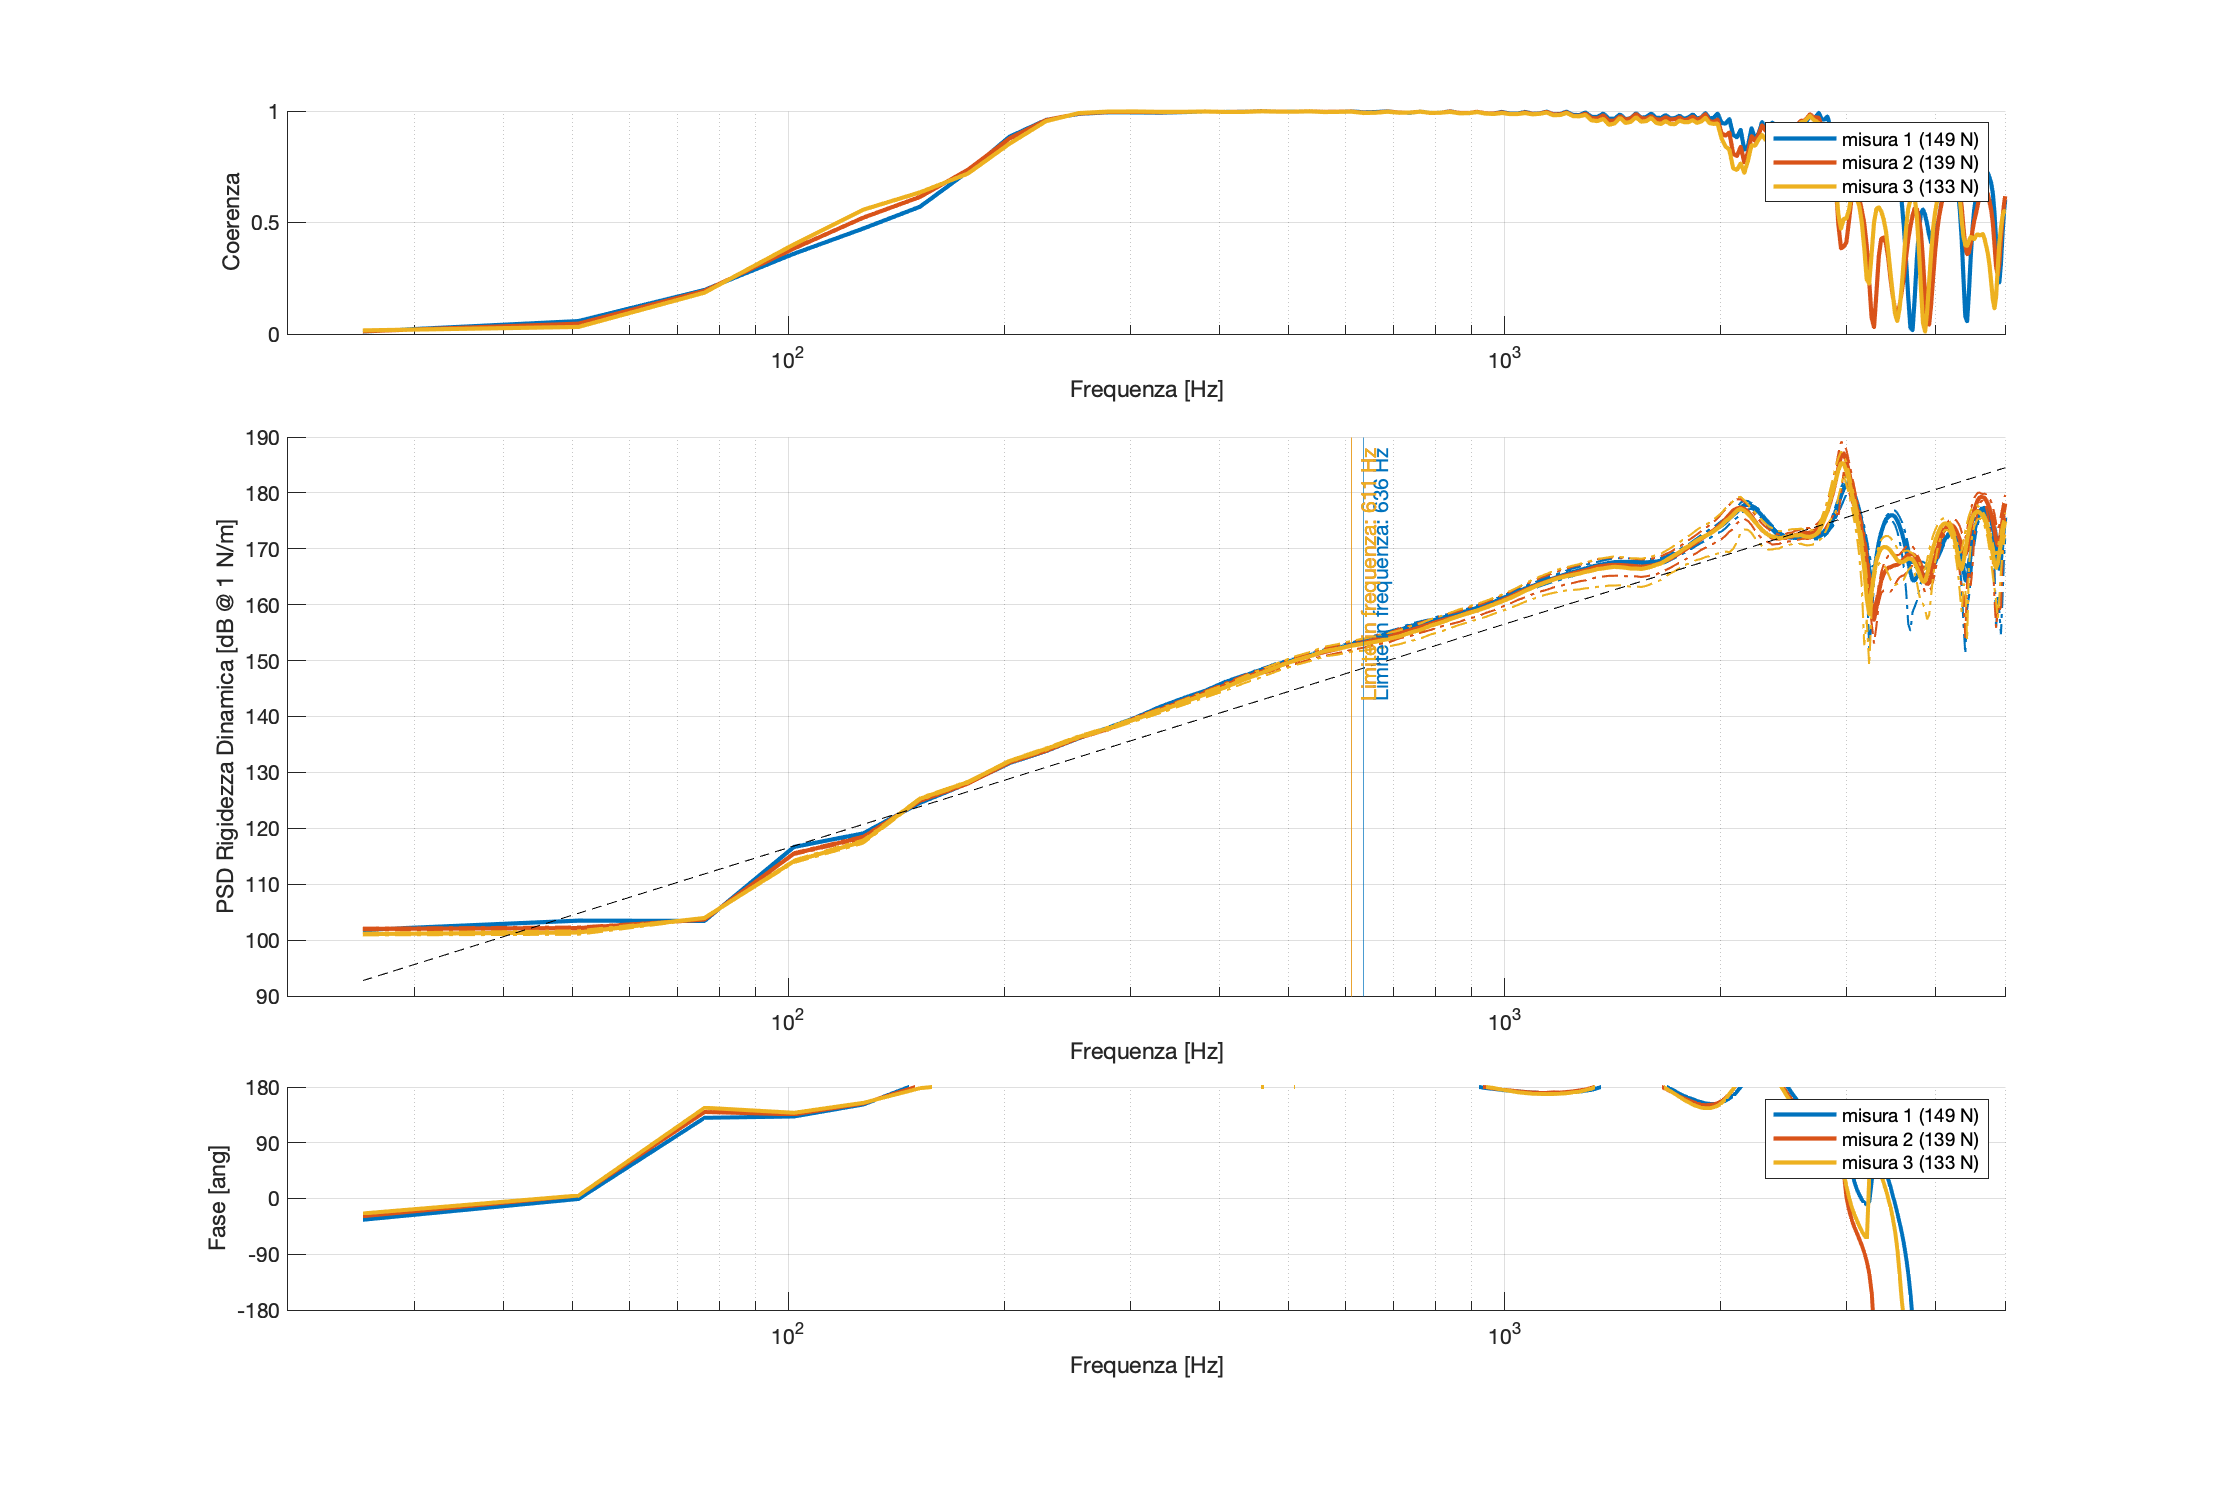 Coerenza
1
0.5
0
10²
10³
Frequenza [Hz]
misura 1 (149 N)
misura 2 (139 N)
misura 3 (133 N)
PSD Rigidezza Dinamica [dB @ 1 N/m]
190
180
170
160
150
140
130
120
110
100
90
Limite in frequenza: 611 Hz
Limite in frequenza: 636 Hz
10²
10³
Frequenza [Hz]
Fase [ang]
180
90
0
-90
-180
misura 1 (149 N)
misura 2 (139 N)
misura 3 (133 N)
10²
10³
Frequenza [Hz]